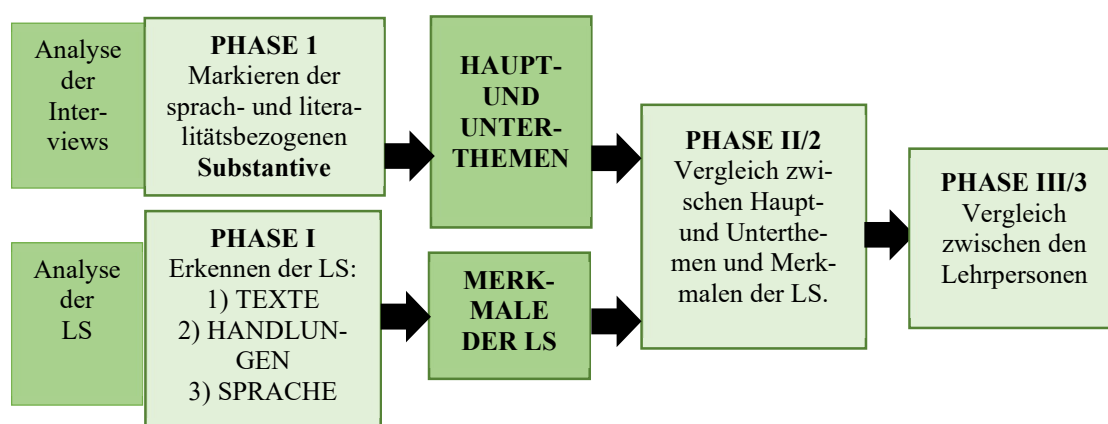 Analyse
der
Inter-
views
PHASE 1
Markieren der
sprach- und litera-
litätsbezogenen
Substantive
HAUPT-
UND
UNTER-
THEMEN
Analyse
der
LS
PHASE I
Erkennen der LS:
1) TEXTE
2) HANDLUN-
GEN
3) SPRACHE
MERK-
MALE
DER LS
PHASE II/2
Vergleich zwi-
schen Haupt-
und Unterthe-
men und Merk-
malen der LS.
PHASE III/3
Vergleich
zwischen den
Lehrpersonen